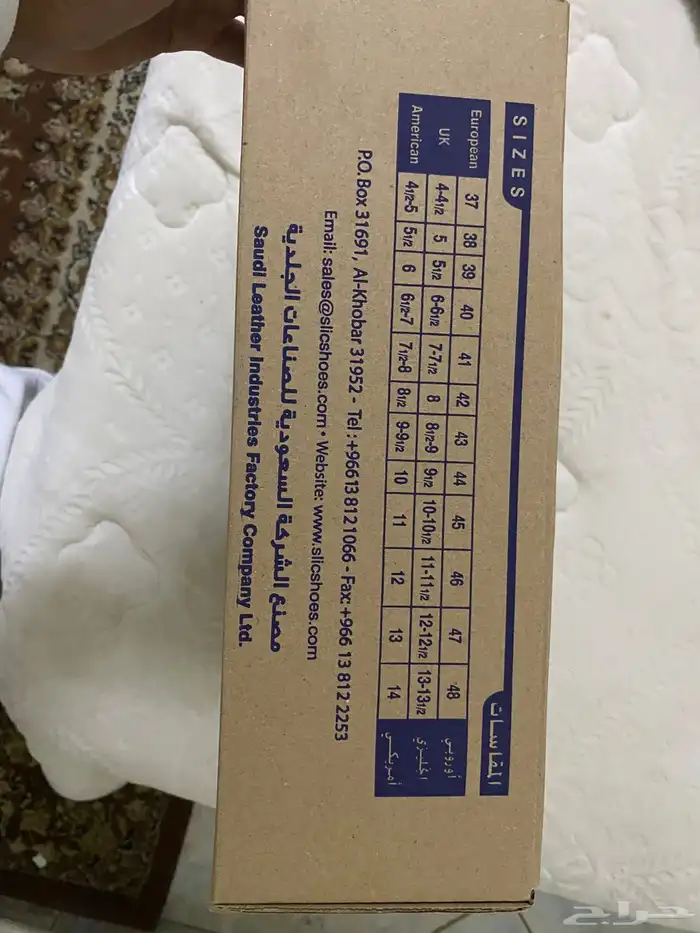 SIZES المقاسات
European 37 38 39 40 41 42 43 44 45 46 47 48 أوروبي
UK 4-41/2 5 51/2 6-61/2 7-71/2 8 81/2-9 91/2 10-101/2 11-111/2 12-121/2 13-131/2 إنجليزي
American 41/2-5 51/2 6 61/2-7 71/2-8 81/2 9-91/2 10 11 12 13 14 أمريكي
P.O. Box 31691, Al-Khobar 31952 - Tel :+966 13 812 1066 - Fax: +966 13 812 2253
Email: sales@slicshoes.com • Website: www.slicshoes.com
مصنع الشركة السعودية للصناعات الجلدية
Saudi Leather Industries Factory Company Ltd.
حراج